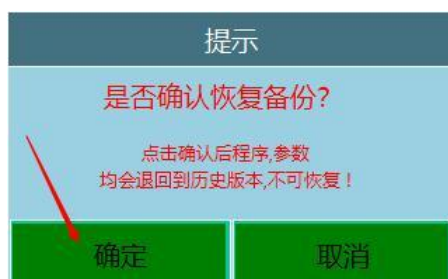 提示
是否确认恢复备份?
点击确认后程序,参数
均会退回到历史版本,不可恢复！
确定
取消